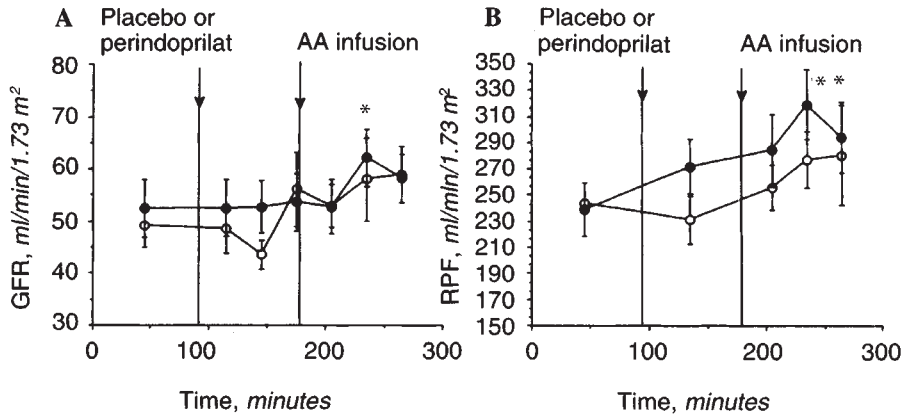 A
Placebo or
perindoprilat
AA infusion
80
70
60
50
40
30
GFR, ml/min/1.73 m²
*
0
100
200
300
Time, minutes
B
Placebo or
perindoprilat
AA infusion
350
330
310
290
270
250
230
210
190
170
150
RPF, ml/mln/1.73 m²
* *
0
100
200
300
Time, minutes